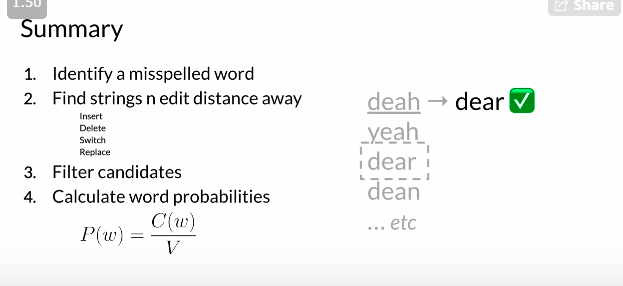 1.50
Share
Summary
1. Identify a misspelled word
2. Find strings n edit distance away
Insert
Delete
Switch
Replace
3. Filter candidates
4. Calculate word probabilities
P(w) = C(w) / V
deah → dear ✅
yeah
dear
dean
... etc